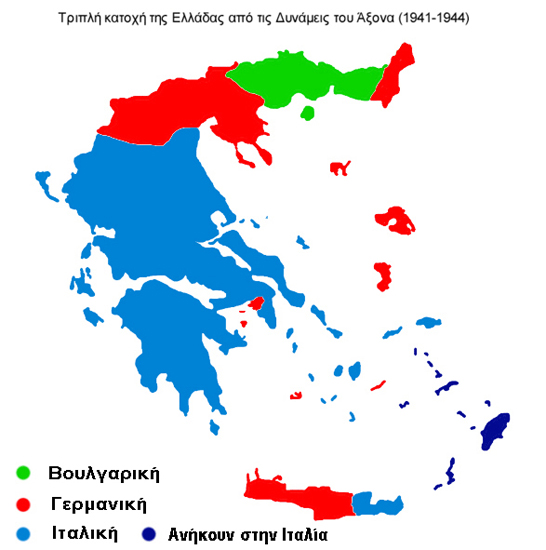 Τριπλή κατοχή της Ελλάδας από τις Δυνάμεις του Άξονα (1941-1944)
Βουλγαρική
Γερμανική
Ιταλική
Ανήκουν στην Ιταλία